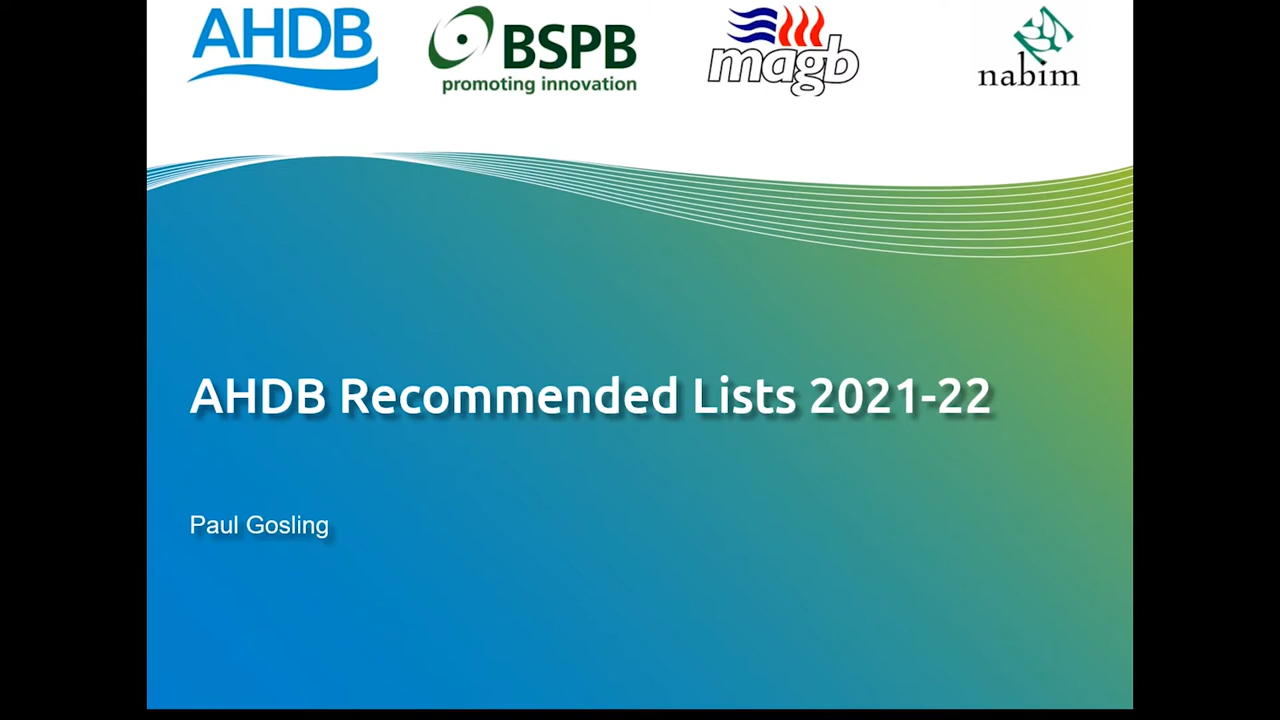 AHDB
BSPB
promoting innovation
magb
nabim
AHDB Recommended Lists 2021-22
Paul Gosling